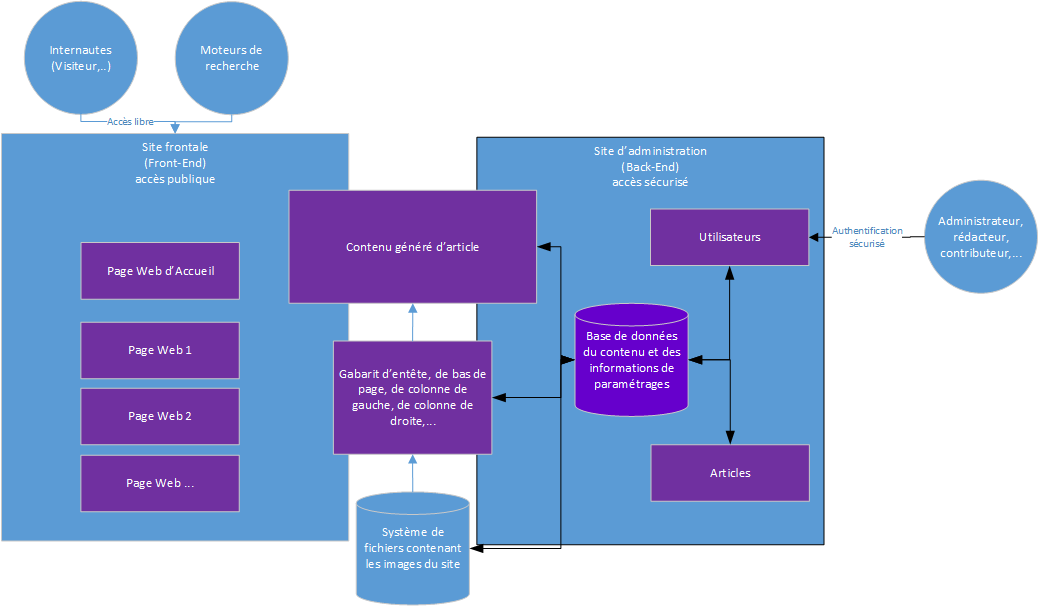 Internautes
(Visiteur,..)
Moteurs de
recherche
Accès libre
Site frontale
(Front-End)
accès publique
Site d’administration
(Back-End)
accès sécurisé
Contenu généré d’article
Utilisateurs
Authentification
sécurisé
Administrateur,
rédacteur,
contributeur,...
Page Web d’Accueil
Page Web 1
Page Web 2
Page Web ...
Gabarit d’entête, de bas de
page, de colonne de
gauche, de colonne de
droite,...
Base de données
du contenu et des
informations de
paramétrages
Articles
Système de
fichiers contenant
les images du site